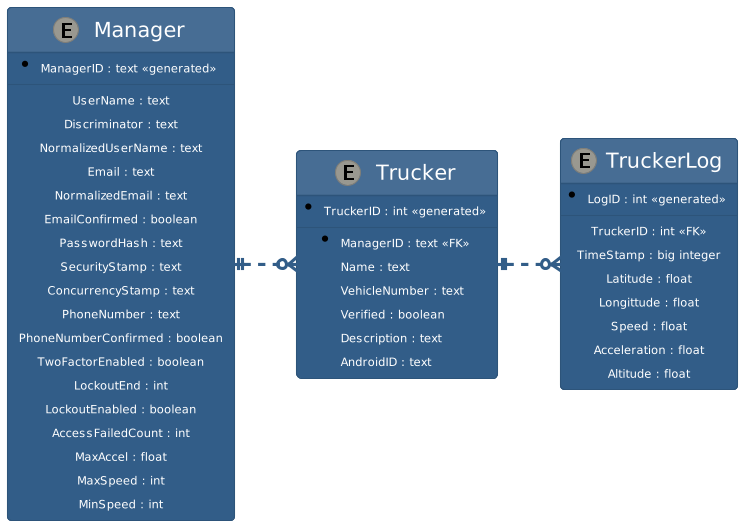 E Manager
ManagerID : text «generated»
UserName : text
Discriminator : text
NormalizedUserName : text
Email : text
NormalizedEmail : text
EmailConfirmed : boolean
PasswordHash : text
SecurityStamp : text
ConcurrencyStamp : text
PhoneNumber : text
PhoneNumberConfirmed : boolean
TwoFactorEnabled : boolean
LockoutEnd : int
LockoutEnabled : boolean
AccessFailedCount : int
MaxAccel : float
MaxSpeed : int
MinSpeed : int
E Trucker
TruckerID : int «generated»
ManagerID : text «FK»
Name : text
VehicleNumber : text
Verified : boolean
Description : text
AndroidID : text
E TruckerLog
LogID : int «generated»
TruckerID : int «FK»
TimeStamp : big integer
Latitude : float
Longittude : float
Speed : float
Acceleration : float
Altitude : float